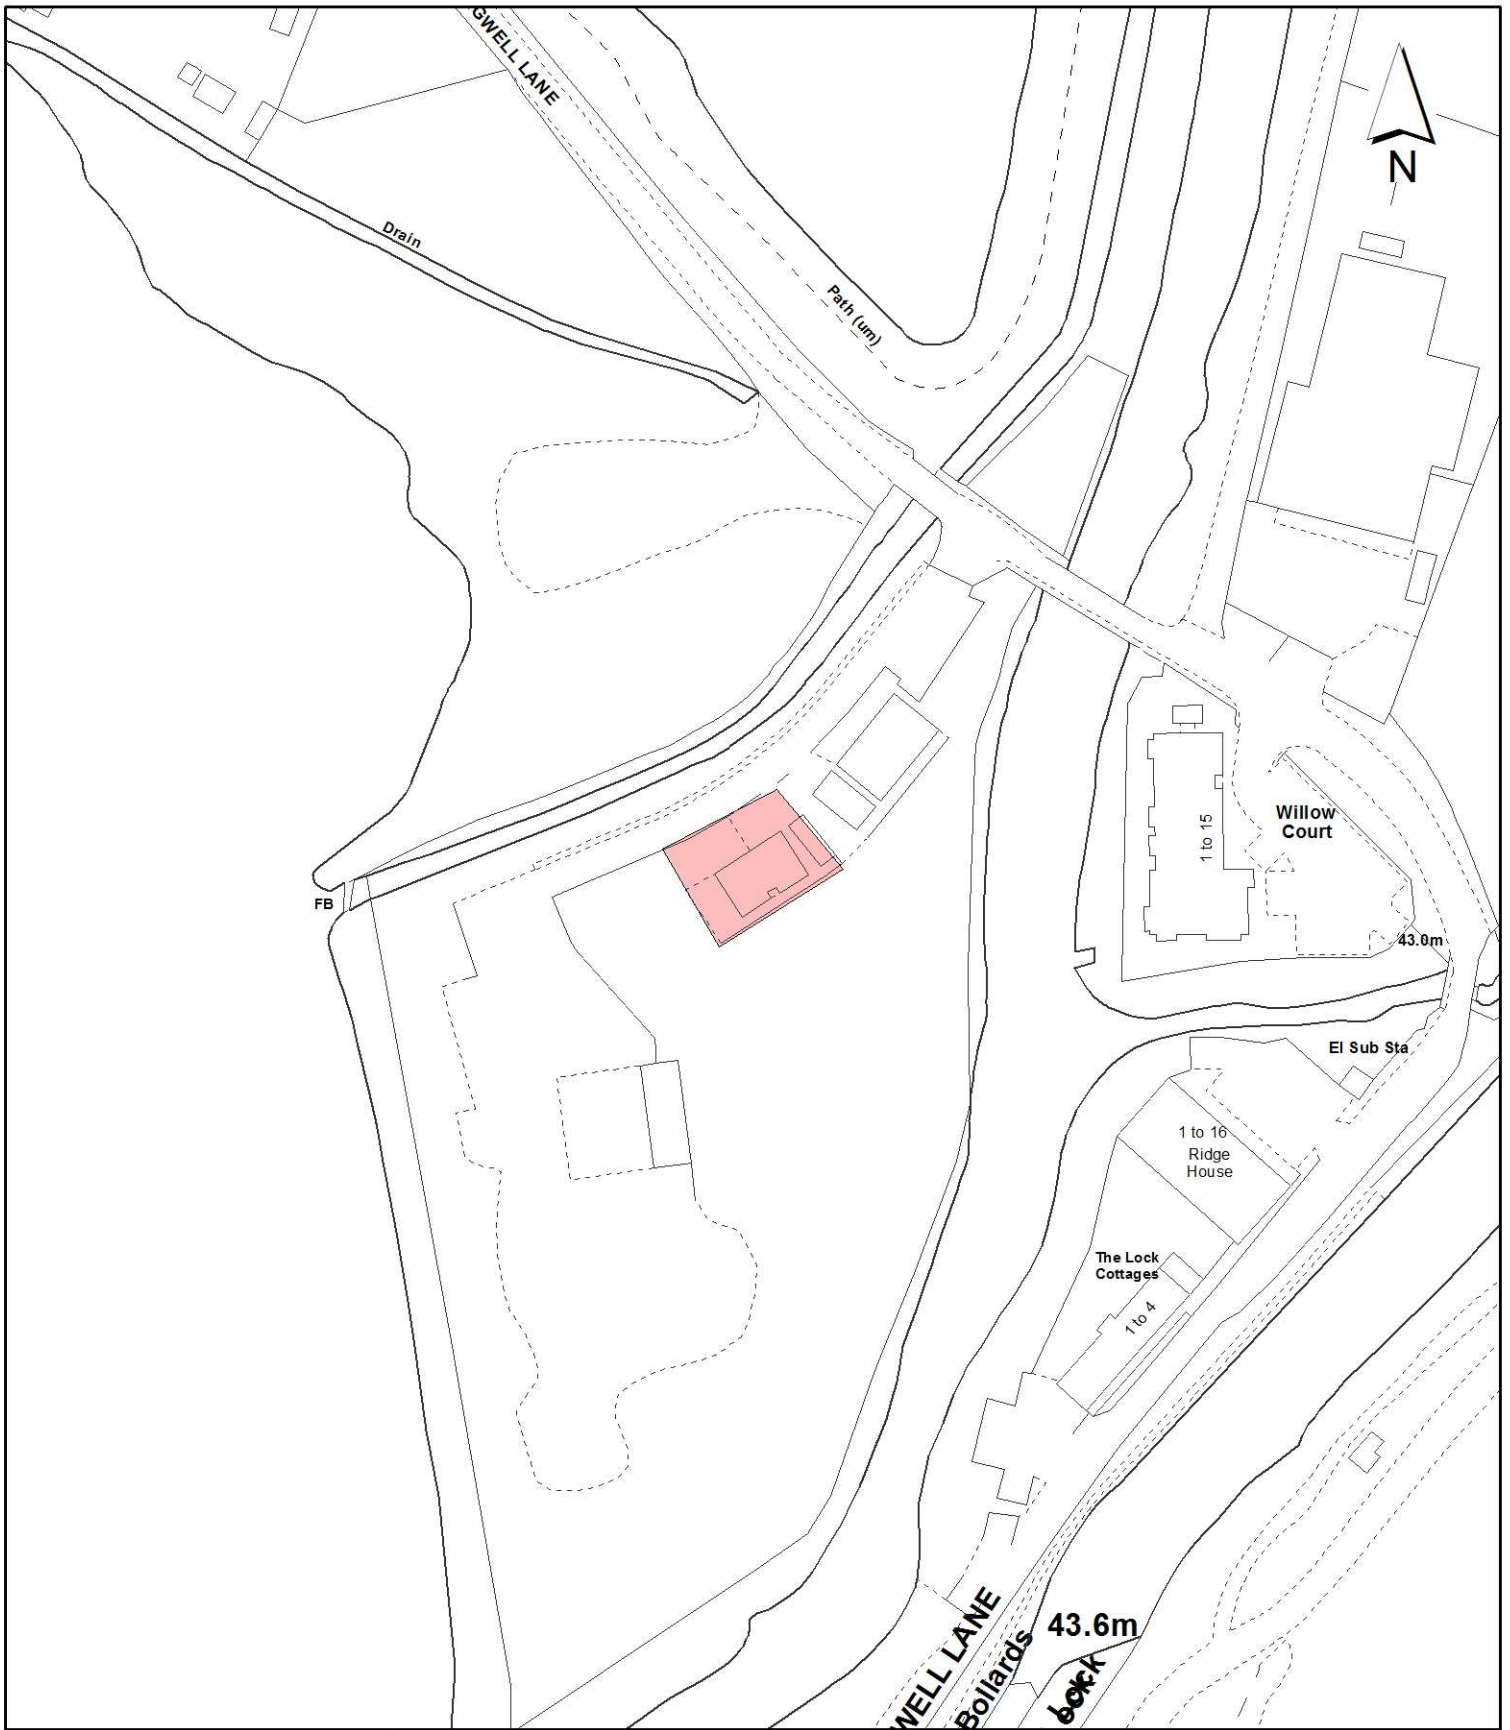 GWELL LANE
N
Drain
Path (um)
Willow
Court
1 to 15
FB
43.0m
El Sub Sta
1 to 16
Ridge
House
The Lock
Cottages
1 to 4
WELL LANE
Bollards
43.6m
Lock